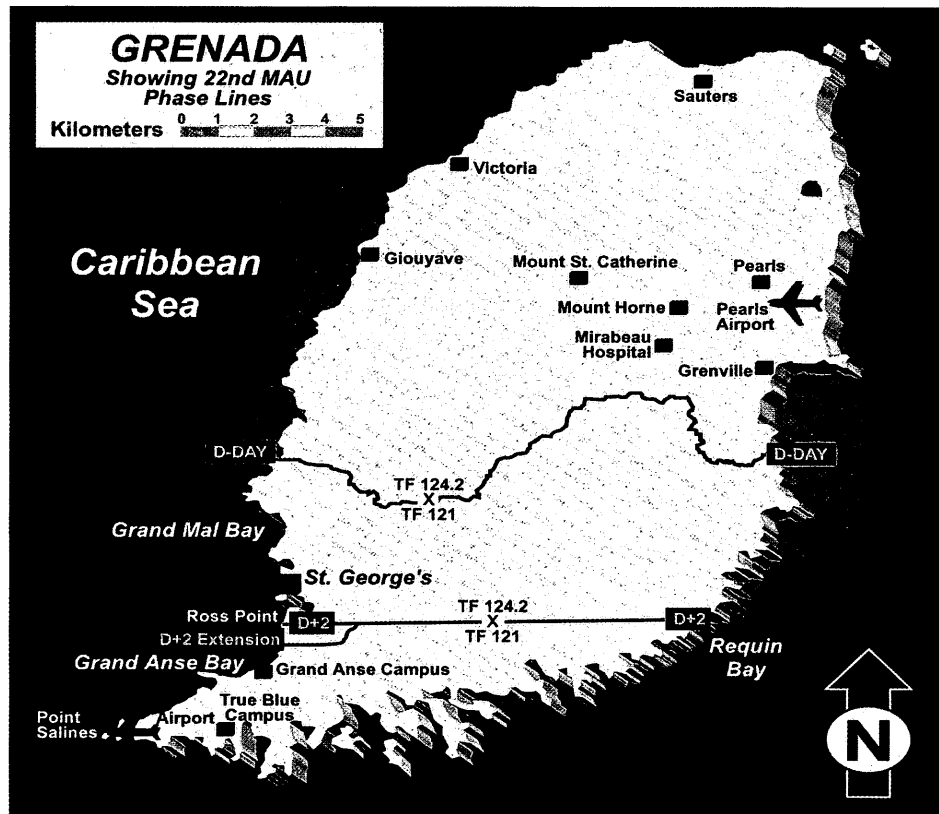 GRENADA
Showing 22nd MAU
Phase Lines
Kilometers 0 1 2 3 4 5
Sauters
Victoria
Caribbean
Sea
Giouyave
Mount St. Catherine
Pearls
Mount Horne
Pearls
Airport
Mirabeau
Hospital
Grenville
D-DAY
D-DAY
TF 124.2
X
TF 121
Grand Mal Bay
St. George's
Ross Point
D+2
TF 124.2
X
TF 121
D+2
D+2 Extension
Requin
Bay
Grand Anse Bay
Grand Anse Campus
Point
Salines
Airport
True Blue
Campus
N